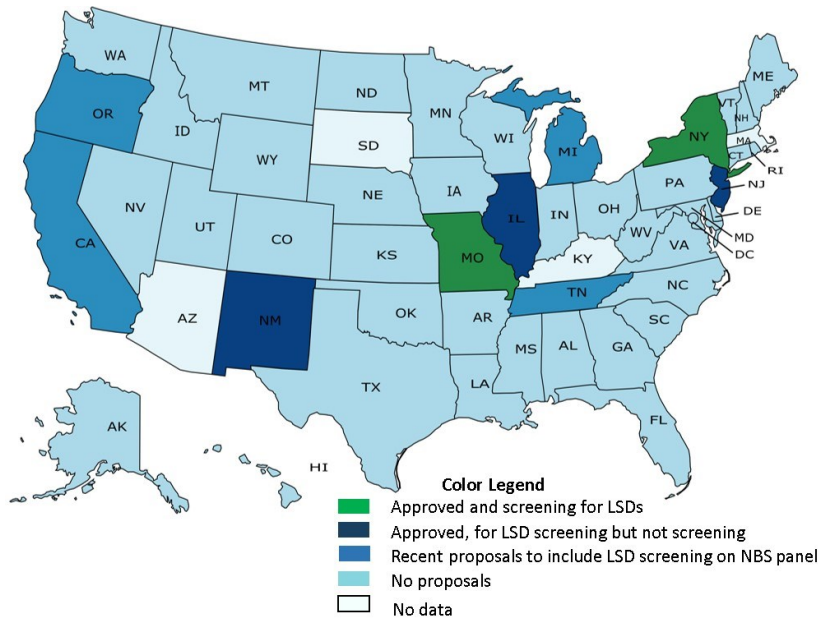 WA
OR
CA
ID
NV
MT
WY
UT
AZ
CO
NM
ND
SD
NE
KS
OK
TX
MN
IA
MO
AR
LA
WI
IL
MI
IN
OH
KY
TN
MS
AL
GA
FL
SC
NC
VA
WV
PA
NY
VT
NH
ME
MA
CT
RI
NJ
DE
MD
DC
AK
HI
Color Legend
Approved and screening for LSDs
Approved, for LSD screening but not screening
Recent proposals to include LSD screening on NBS panel
No proposals
No data